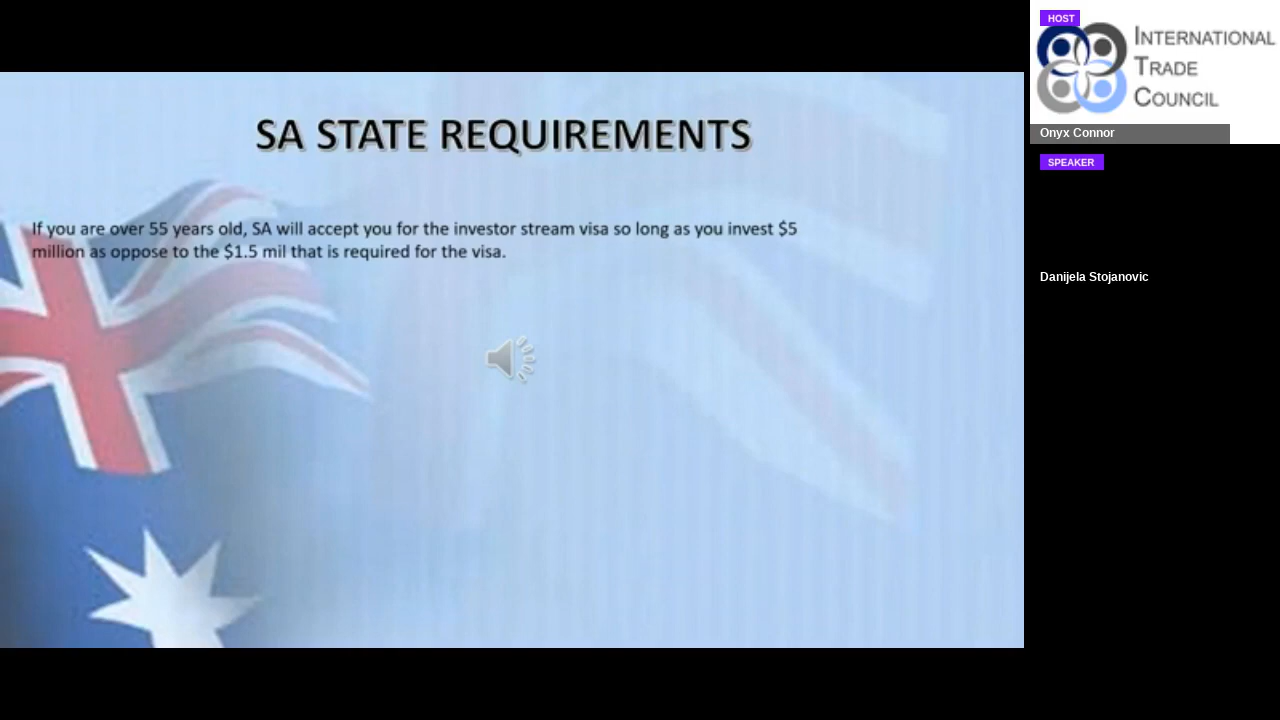 SA STATE REQUIREMENTS
If you are over 55 years old, SA will accept you for the investor stream visa so long as you invest $5
million as oppose to the $1.5 mil that is required for the visa.
HOST
INTERNATIONAL
TRADE
COUNCIL
Onyx Connor
SPEAKER
Danijela Stojanovic